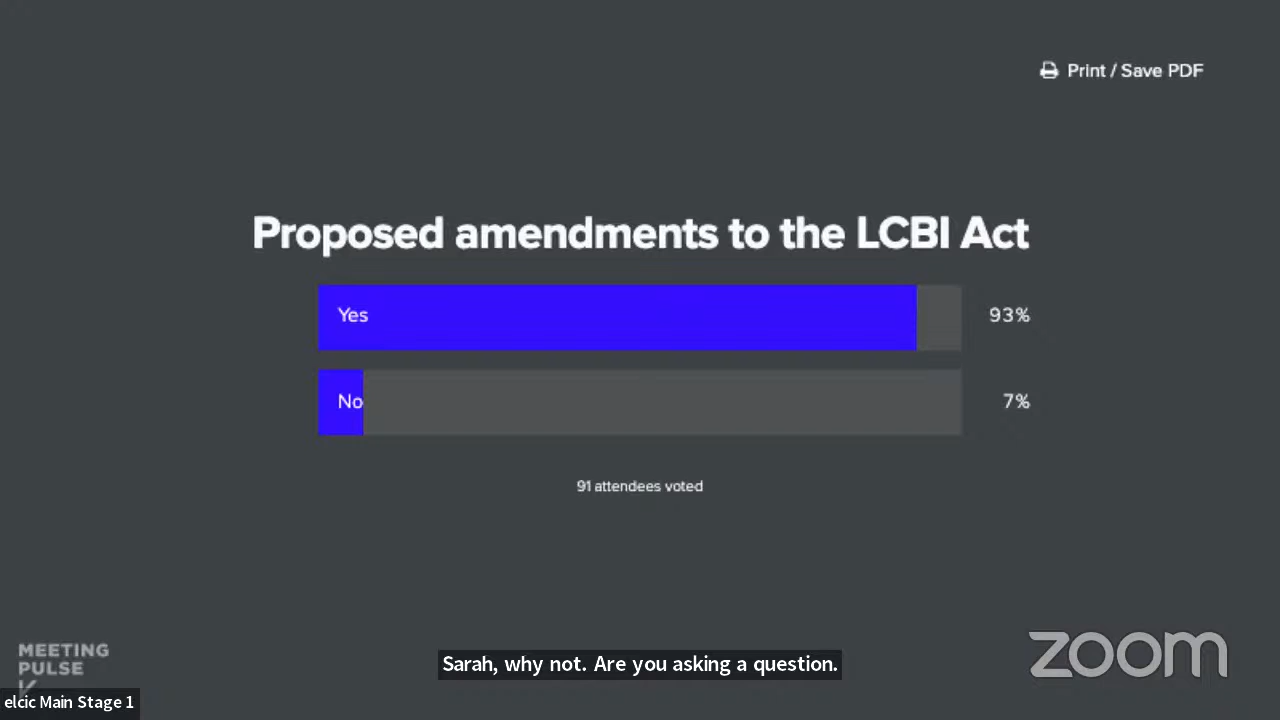 Print / Save PDF
Proposed amendments to the LCBI Act
Yes 93%
No 7%
91 attendees voted
MEETING
PULSE
zoom
Sarah, why not. Are you asking a question.
elcic Main Stage 1